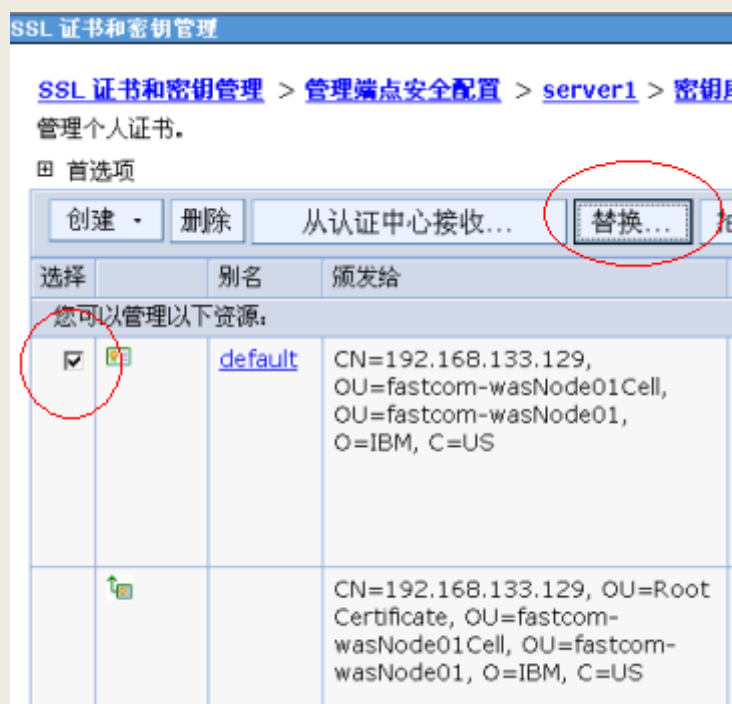 SSL 证书和密钥管理
SSL 证书和密钥管理 > 管理端点安全配置 > server1 > 密钥
管理个人证书。
首选项
创建 删除 从认证中心接收... 替换...
选择 别名 颁发给
您可以管理以下资源:
default CN=192.168.133.129,
OU=fastcom-wasNode01Cell,
OU=fastcom-wasNode01,
O=IBM, C=US
CN=192.168.133.129, OU=Root
Certificate, OU=fastcom-
wasNode01Cell, OU=fastcom-
wasNode01, O=IBM, C=US